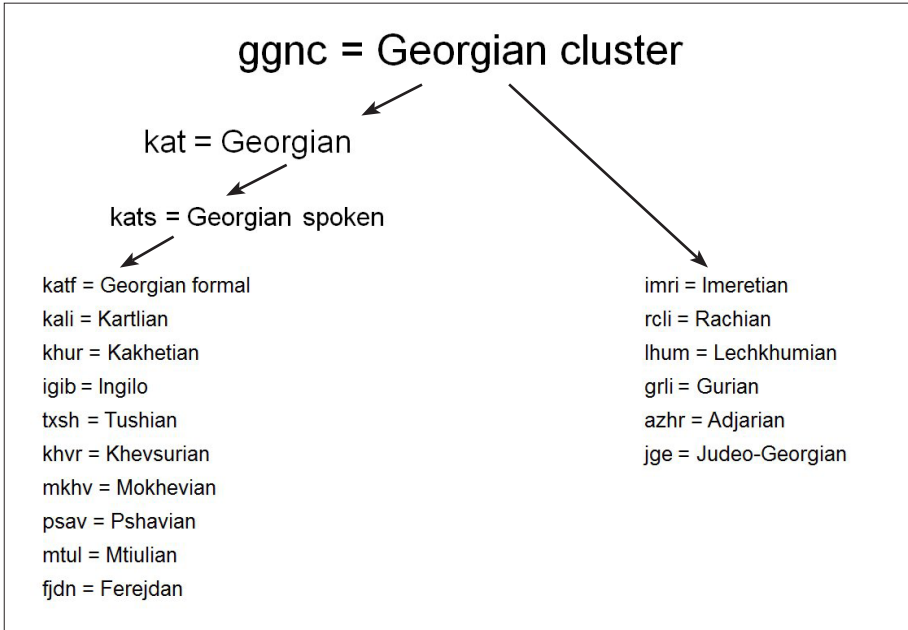 ggnc = Georgian cluster
kat = Georgian
kats = Georgian spoken
katf = Georgian formal
kali = Kartlian
khur = Kakhetian
igib = Ingilo
txsh = Tushian
khvr = Khevsurian
mkhv = Mokhevian
psav = Pshavian
mtul = Mtiulian
fjdn = Ferejdan
imri = Imeretian
rcli = Rachian
lhum = Lechkhumian
grli = Gurian
azhr = Adjarian
jge = Judeo-Georgian